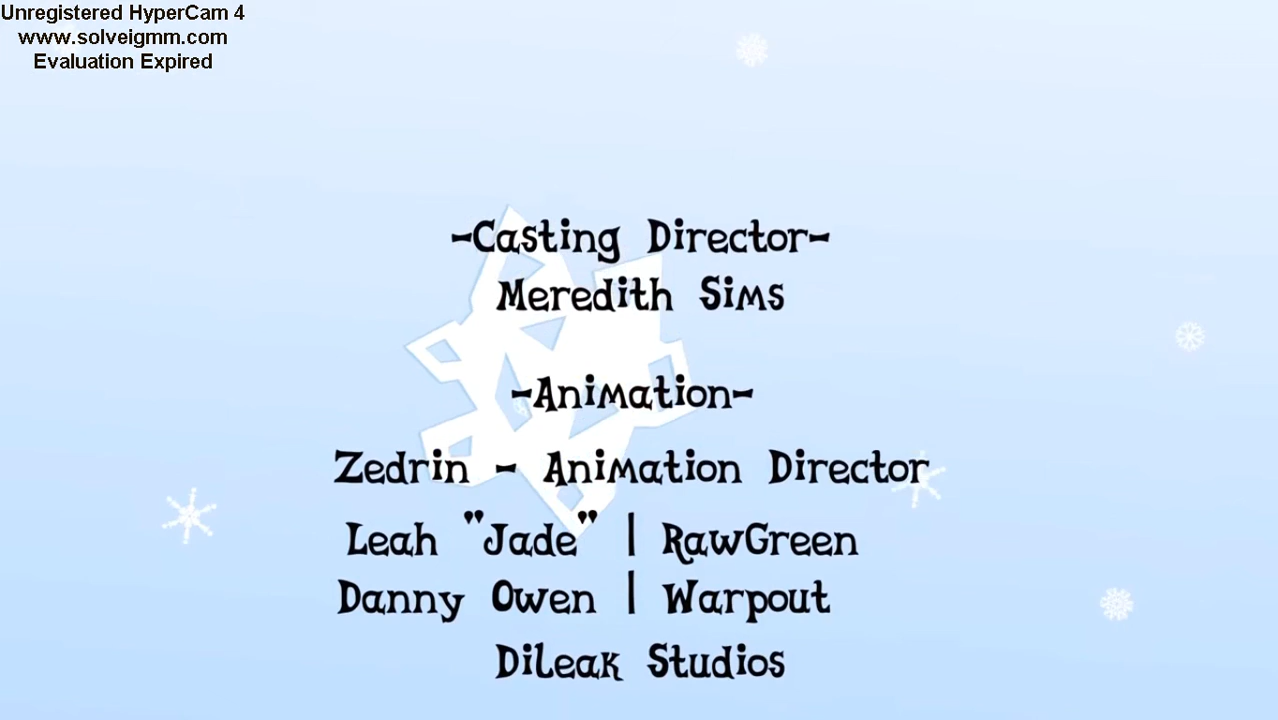 Unregistered HyperCam 4
www.solveigmm.com
Evaluation Expired
-Casting Director-
Meredith Sims
-Animation-
Zedrin - Animation Director
Leah "Jade" | RawGreen
Danny Owen | Warpout
Dileak Studios